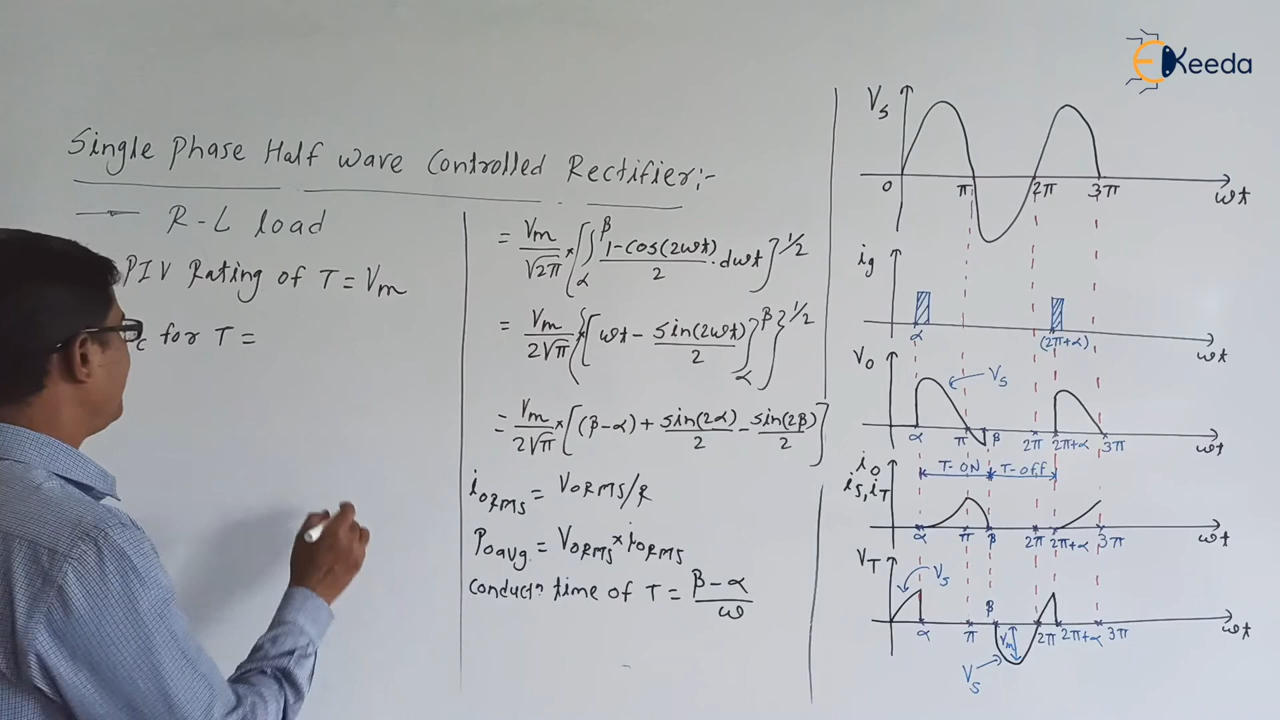 EKeeda
Single Phase Half Wave Controlled Rectifier:-
R-L load
PIV Rating of T = Vm
c for T =
= Vm/√2π × {∫αβ 1-cos(2ωt)/2 · dωt}^1/2
= Vm/2√π × {[ωt - sin(2ωt)/2]αβ}^1/2
= Vm/2√π × [(β-α) + sin(2α)/2 - sin(2β)/2]
ioRMS = VoRMS/R
Poavg = VoRMS × ioRMS
conductn time of T = β-α/ω
Vs
0 π 2π 3π ωt
ig
α (2π+α) ωt
Vo
Vs
α π β 2π 2π+α 3π ωt
io
T-ON T-OFF
is, iT
α π β 2π 2π+α 3π ωt
VT
Vs
β
α π Vm 2π 2π+α 3π ωt
Vs